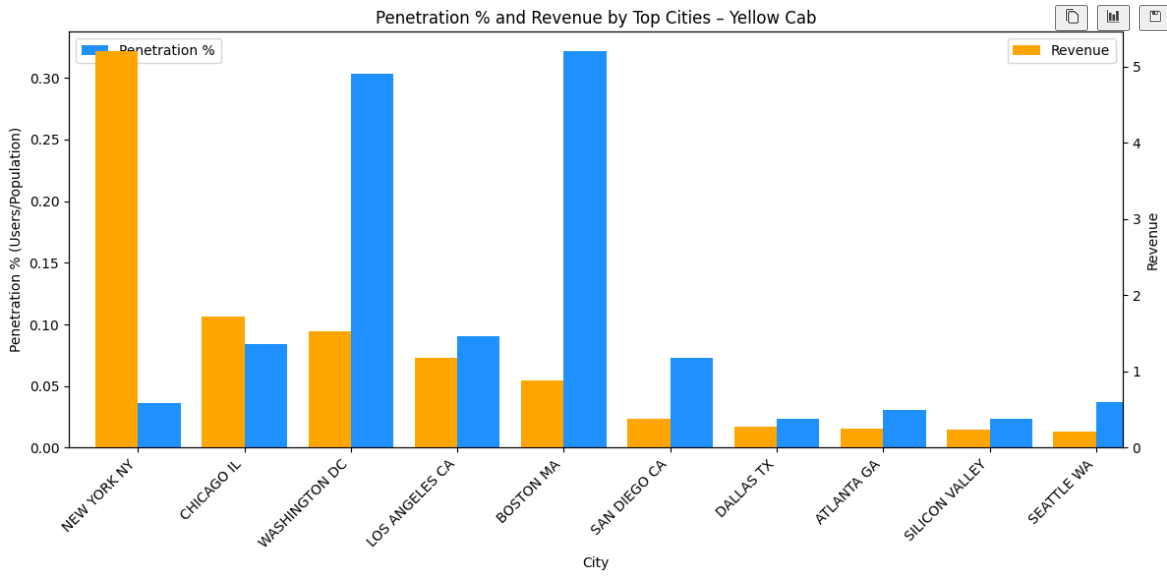 Penetration % and Revenue by Top Cities – Yellow Cab
Penetration %
Revenue
Penetration % (Users/Population)
0.30
0.25
0.20
0.15
0.10
0.05
0.00
5
4
3
2
1
0
Revenue
NEW YORK NY
CHICAGO IL
WASHINGTON DC
LOS ANGELES CA
BOSTON MA
SAN DIEGO CA
DALLAS TX
ATLANTA GA
SILICON VALLEY
SEATTLE WA
City